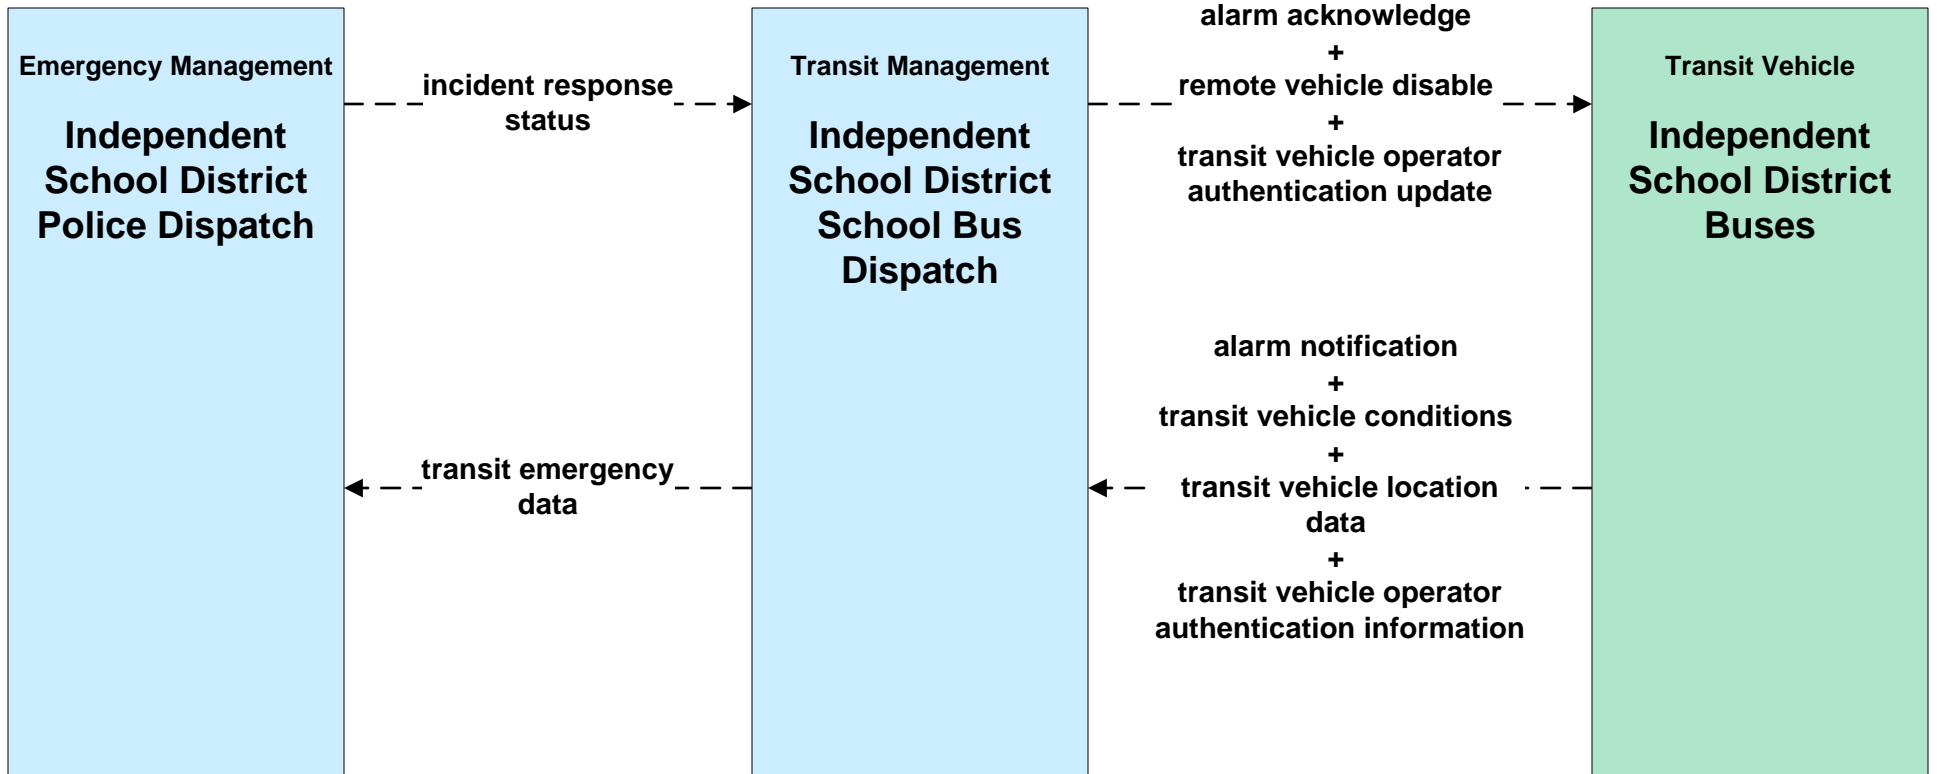 Emergency Management
Independent
School District
Police Dispatch
incident response
status
transit emergency
data
Transit Management
Independent
School District
School Bus
Dispatch
alarm acknowledge
+
remote vehicle disable
+
transit vehicle operator
authentication update
alarm notification
+
transit vehicle conditions
+
transit vehicle location
data
+
transit vehicle operator
authentication information
Transit Vehicle
Independent
School District
Buses